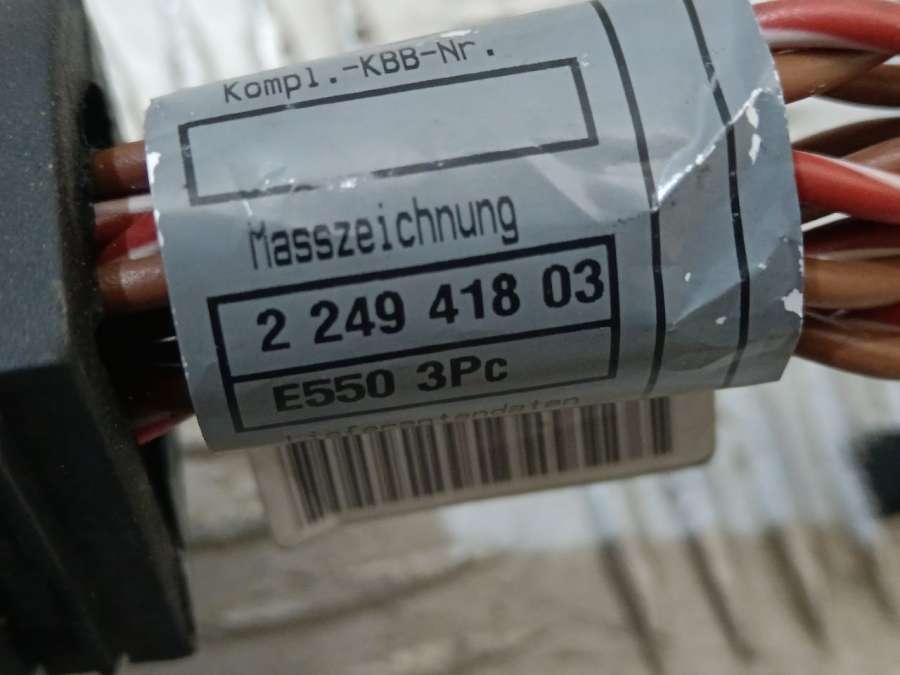 Kompl.-KBB-Nr.
Masszeichnung
2 249 418 03
E550 3Pc